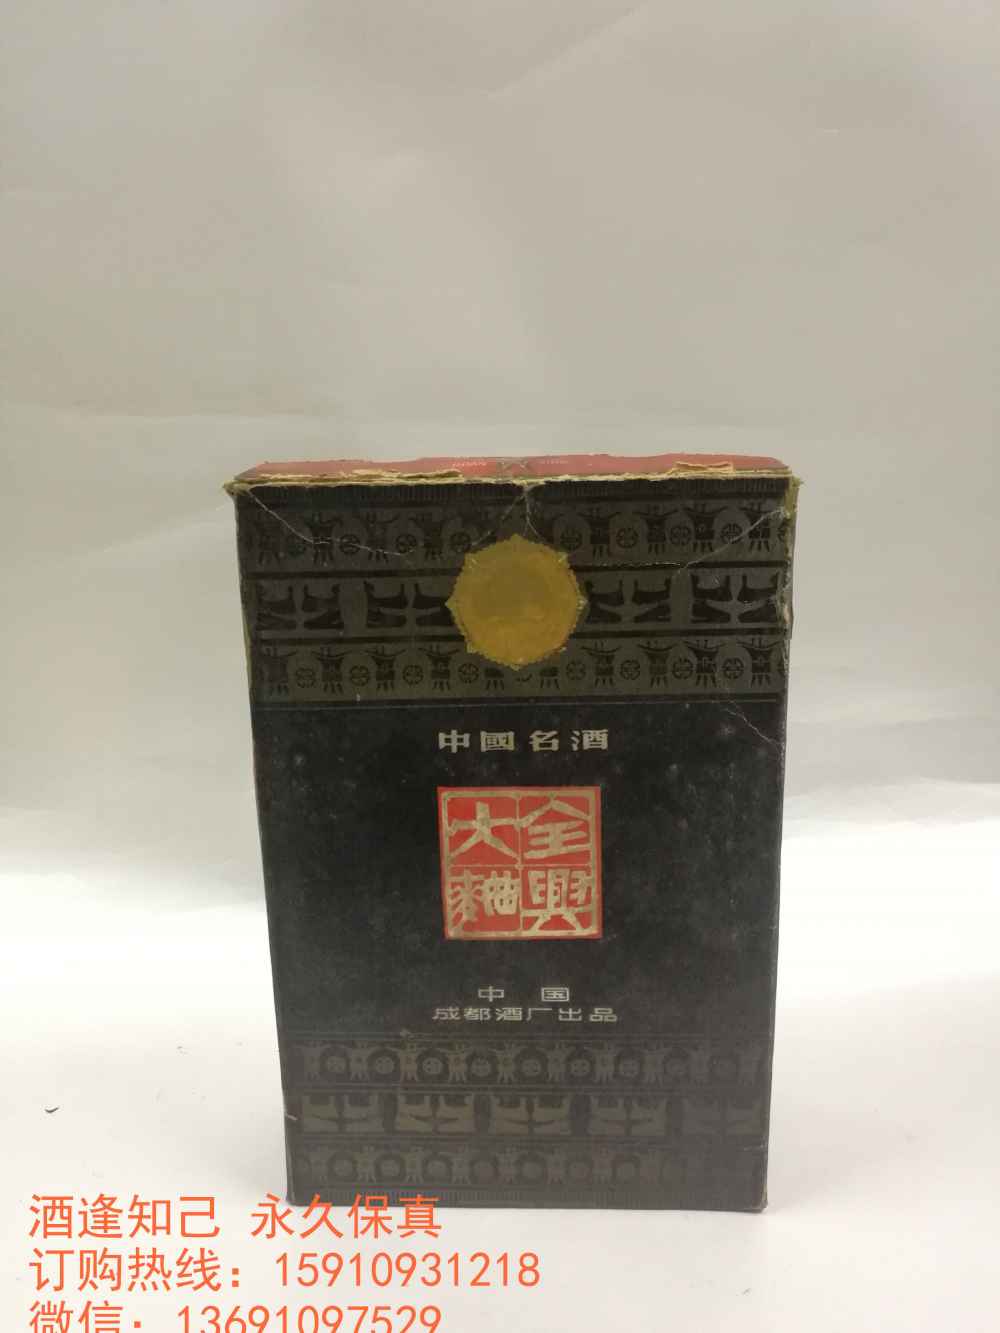 中國名酒
全興
大麯
中国
成都酒厂出品
酒逢知己 永久保真
订购热线：15910931218
微信：13691097529